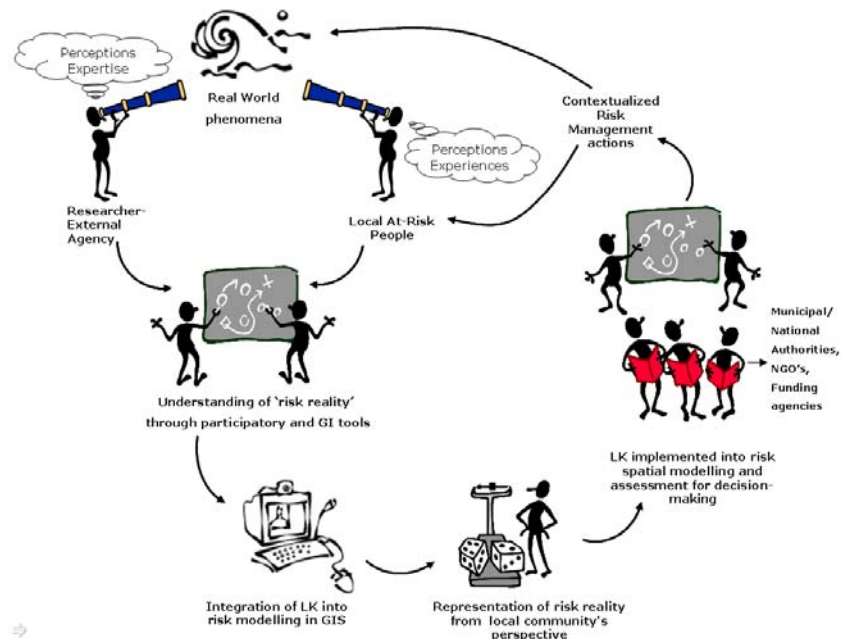 Perceptions
Expertise
Real World
phenomena
Perceptions
Experiences
Researcher-
External
Agency
Local At-Risk
People
Contextualized
Risk
Management
actions
Understanding of 'risk reality'
through participatory and GI tools
Municipal/
National
Authorities,
NGO's,
Funding
agencies
LK implemented into risk
spatial modelling and
assessment for decision-
making
Integration of LK into
risk modelling in GIS
Representation of risk reality
from local community's
perspective